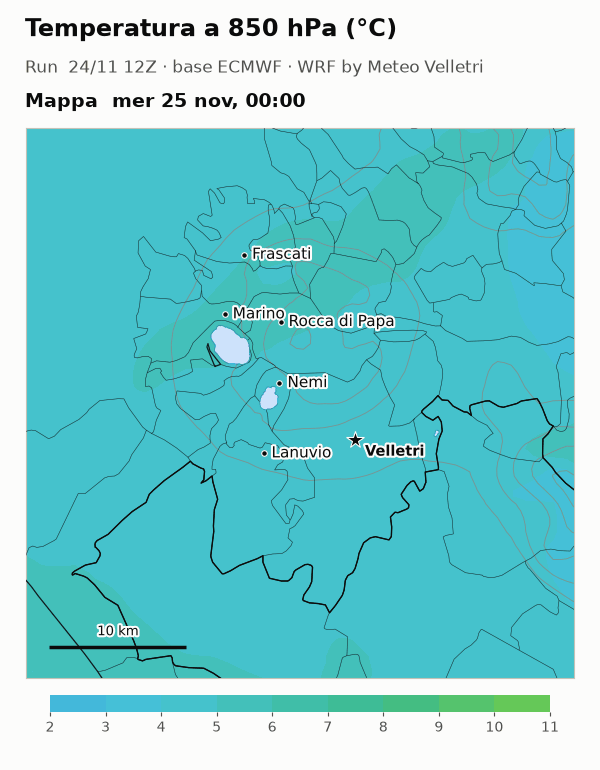 Temperatura a 850 hPa (°C)
Run  24/11 12Z · base ECMWF · WRF by Meteo Velletri
Mappa  mer 25 nov, 00:00
Frascati
Marino
Rocca di Papa
Nemi
Velletri
Lanuvio
10 km
2 3 4 5 6 7 8 9 10 11